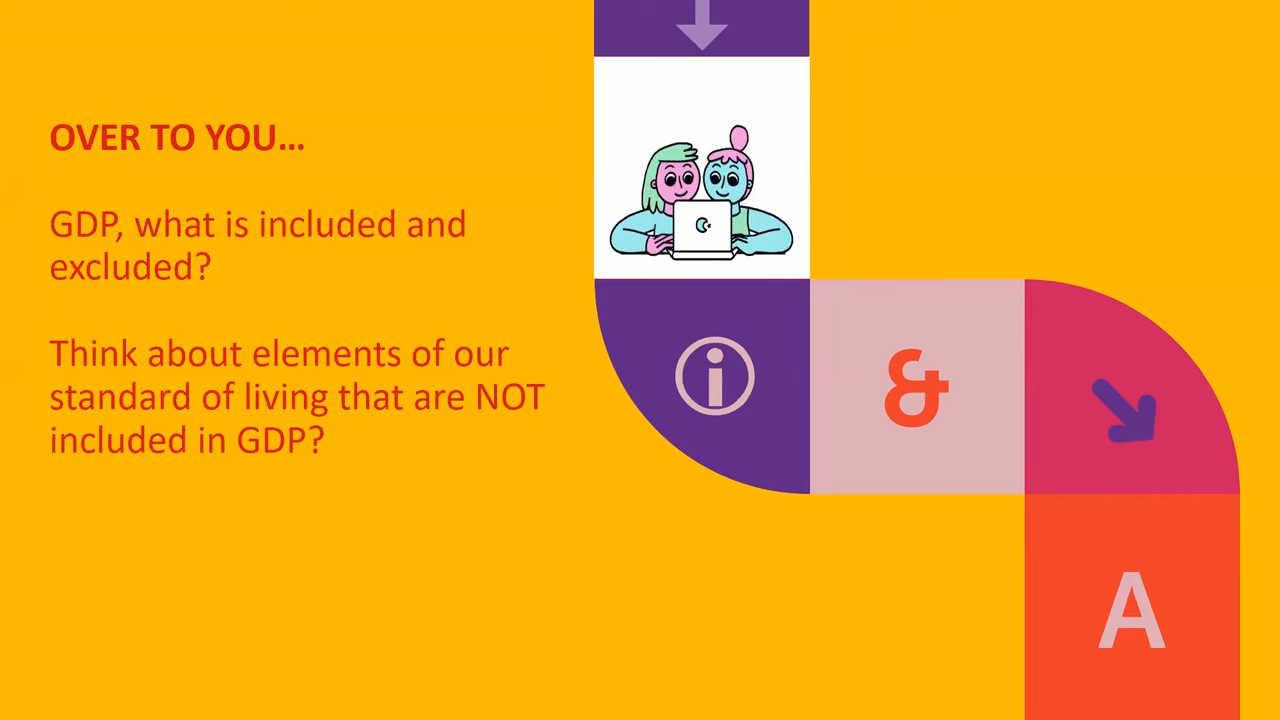 OVER TO YOU...
GDP, what is included and
excluded?
Think about elements of our
standard of living that are NOT
included in GDP?
i
&
A